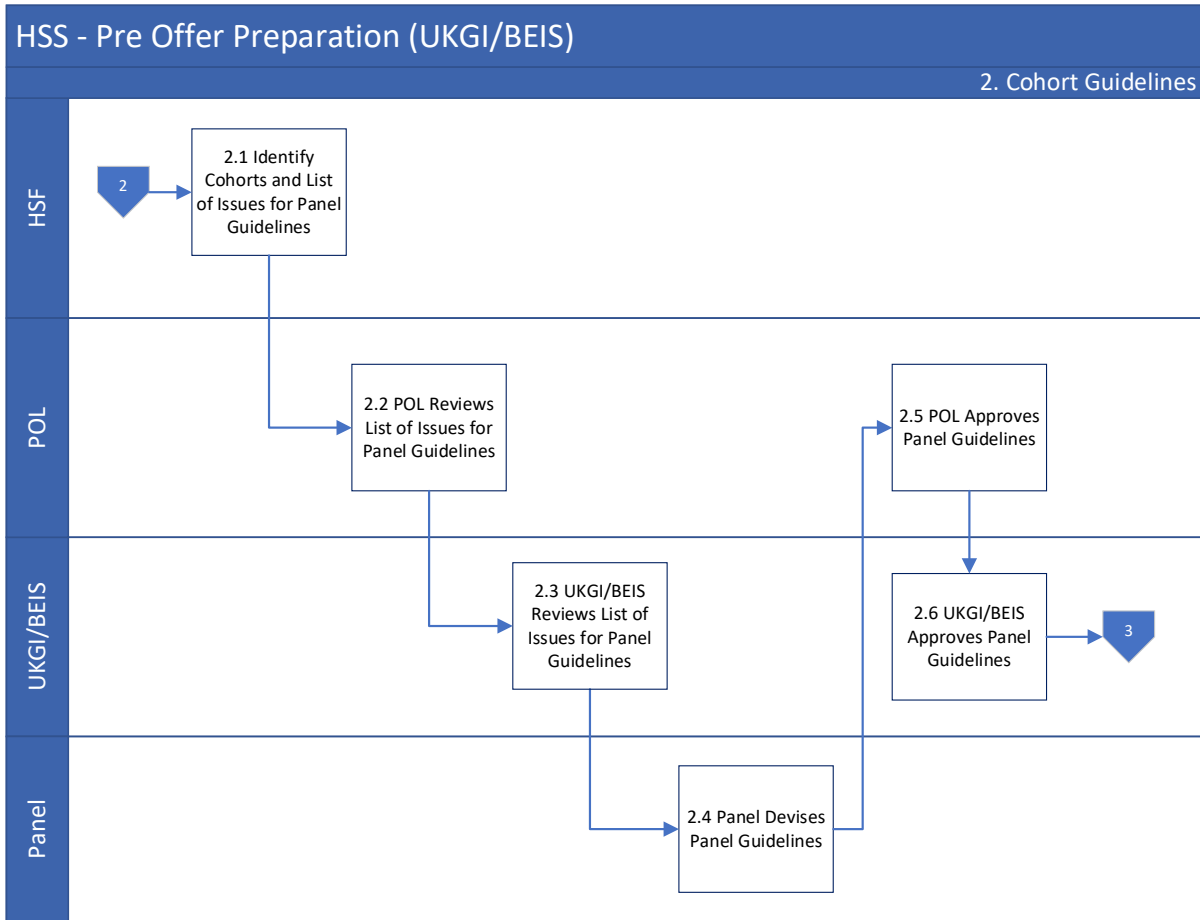 HSS - Pre Offer Preparation (UKGI/BEIS)
2. Cohort Guidelines
HSF
2
2.1 Identify
Cohorts and List
of Issues for Panel
Guidelines
POL
2.2 POL Reviews
List of Issues for
Panel Guidelines
2.5 POL Approves
Panel Guidelines
UKGI/BEIS
2.3 UKGI/BEIS
Reviews List of
Issues for Panel
Guidelines
2.6 UKGI/BEIS
Approves Panel
Guidelines
3
Panel
2.4 Panel Devises
Panel Guidelines